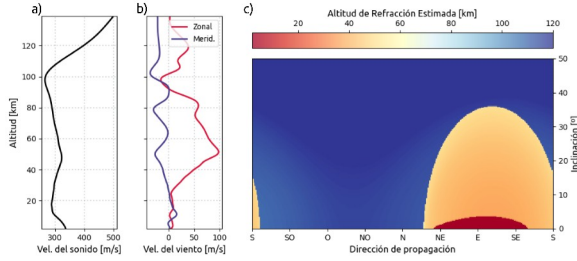 a)
b)
c)
Altitud de Refracción Estimada [km]
20 40 60 80 100 120
Zonal
Merid.
120
100
80
60
40
20
Altitud [km]
300 400 500
Vel. del sonido [m/s]
0 50 100
Vel. del viento [m/s]
50
40
30
20
10
0
Inclinación [º]
S SO O NO N NE E SE S
Dirección de propagación